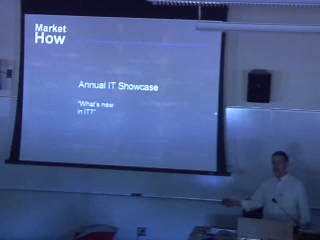 Market
How
Annual IT Showcase
"What's new
in IT?"